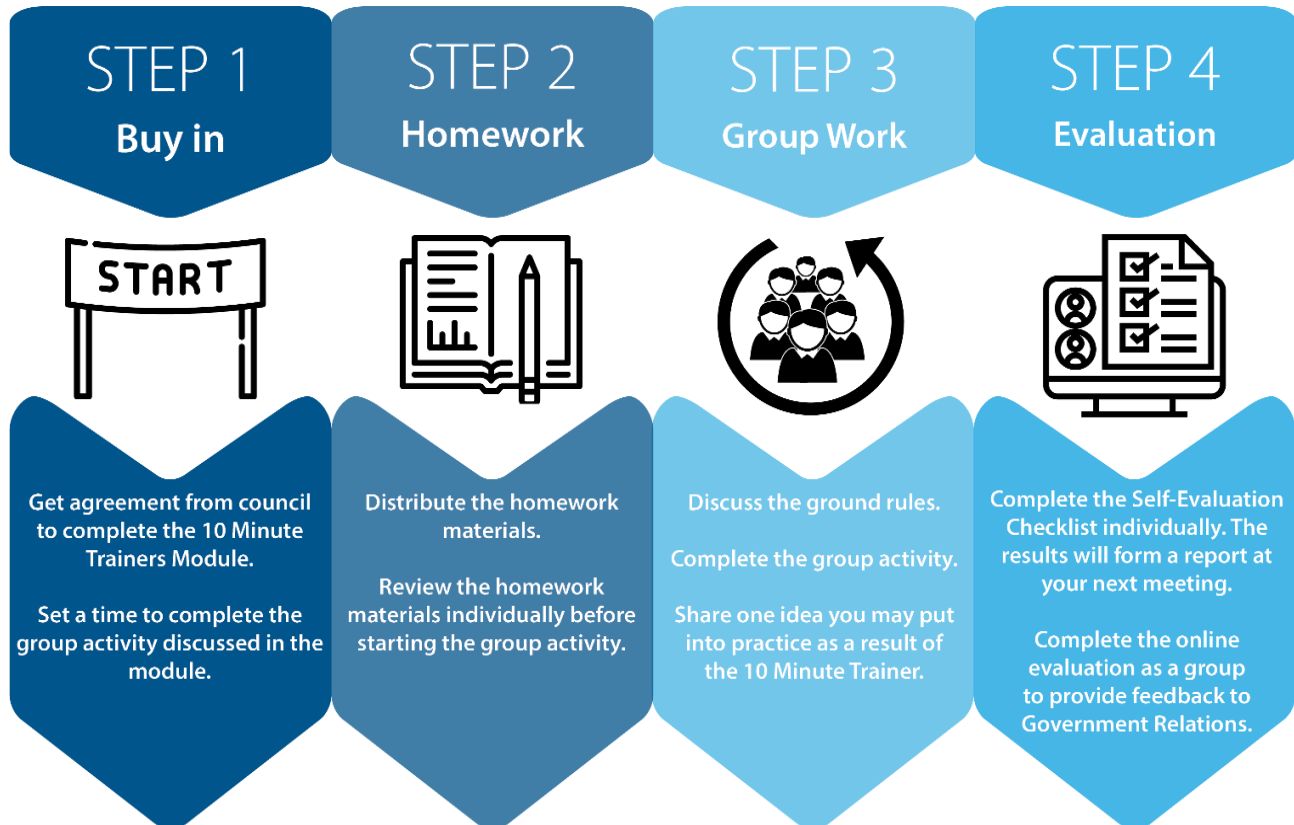 STEP 1
Buy in
STEP 2
Homework
STEP 3
Group Work
STEP 4
Evaluation
START
Get agreement from council
to complete the 10 Minute
Trainers Module.
Set a time to complete the
group activity discussed in the
module.
Distribute the homework
materials.
Review the homework
materials individually before
starting the group activity.
Discuss the ground rules.
Complete the group activity.
Share one idea you may put
into practice as a result of
the 10 Minute Trainer.
Complete the Self-Evaluation
Checklist individually. The
results will form a report at
your next meeting.
Complete the online
evaluation as a group
to provide feedback to
Government Relations.